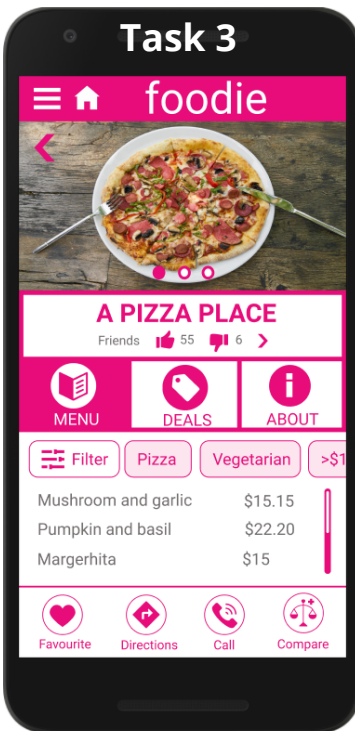 Task 3
foodie
A PIZZA PLACE
Friends 55 6
MENU DEALS ABOUT
Filter Pizza Vegetarian >$1
Mushroom and garlic $15.15
Pumpkin and basil $22.20
Margerhita $15
Favourite Directions Call Compare